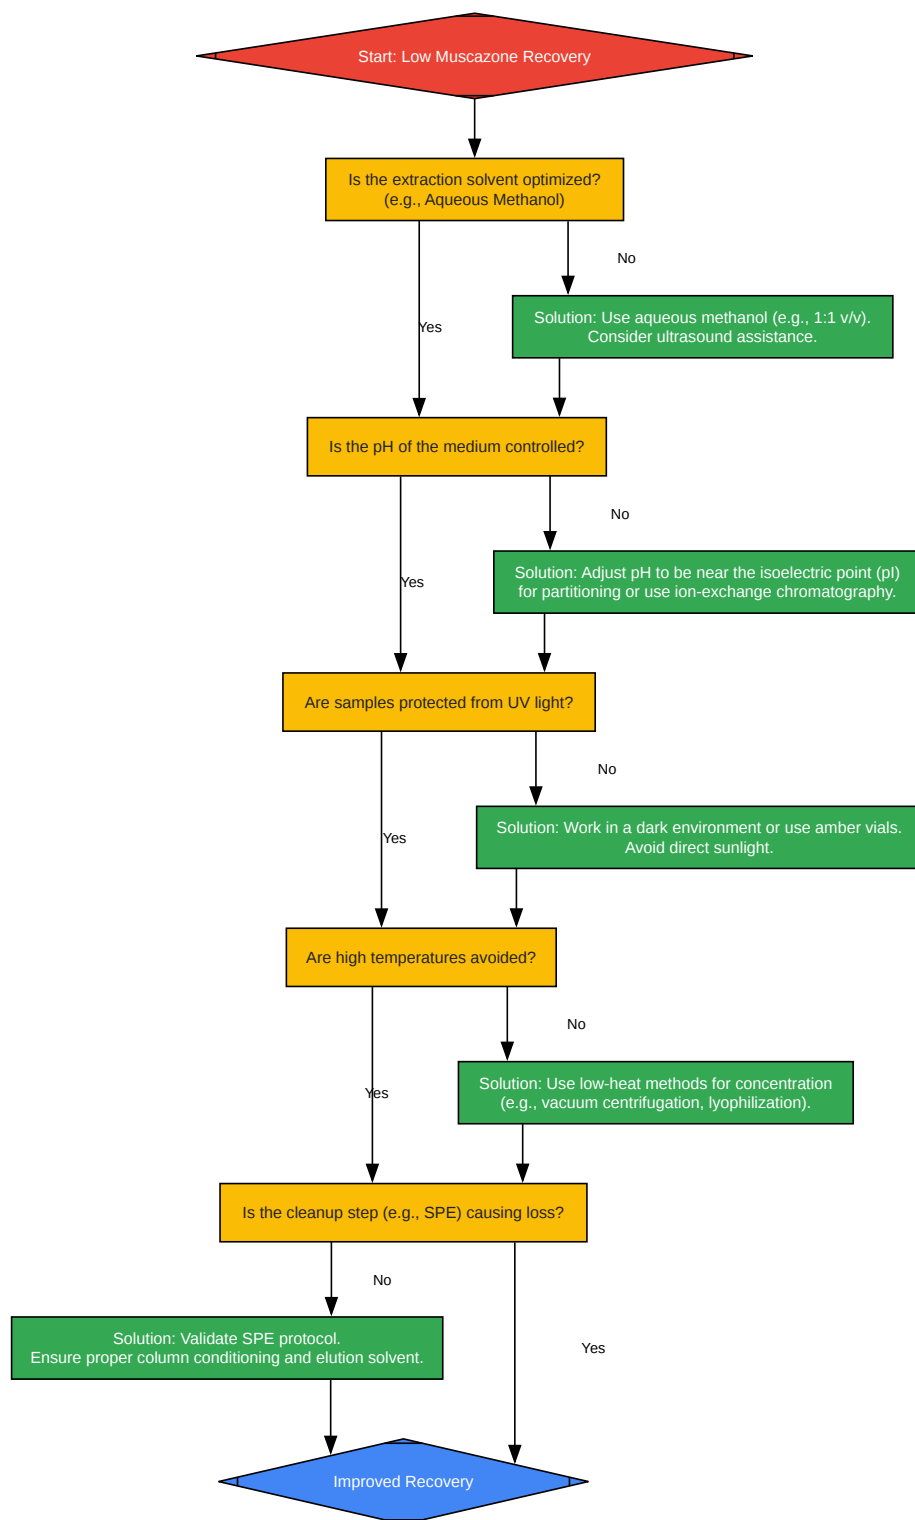 Start: Low Muscazone Recovery
Is the extraction solvent optimized?
(e.g., Aqueous Methanol)
No
Solution: Use aqueous methanol (e.g., 1:1 v/v).
Consider ultrasound assistance.
Yes
Is the pH of the medium controlled?
No
Solution: Adjust pH to be near the isoelectric point (pI)
for partitioning or use ion-exchange chromatography.
Yes
Are samples protected from UV light?
No
Solution: Work in a dark environment or use amber vials.
Avoid direct sunlight.
Yes
Are high temperatures avoided?
No
Solution: Use low-heat methods for concentration
(e.g., vacuum centrifugation, lyophilization).
Yes
Is the cleanup step (e.g., SPE) causing loss?
No
Solution: Validate SPE protocol.
Ensure proper column conditioning and elution solvent.
Yes
Improved Recovery